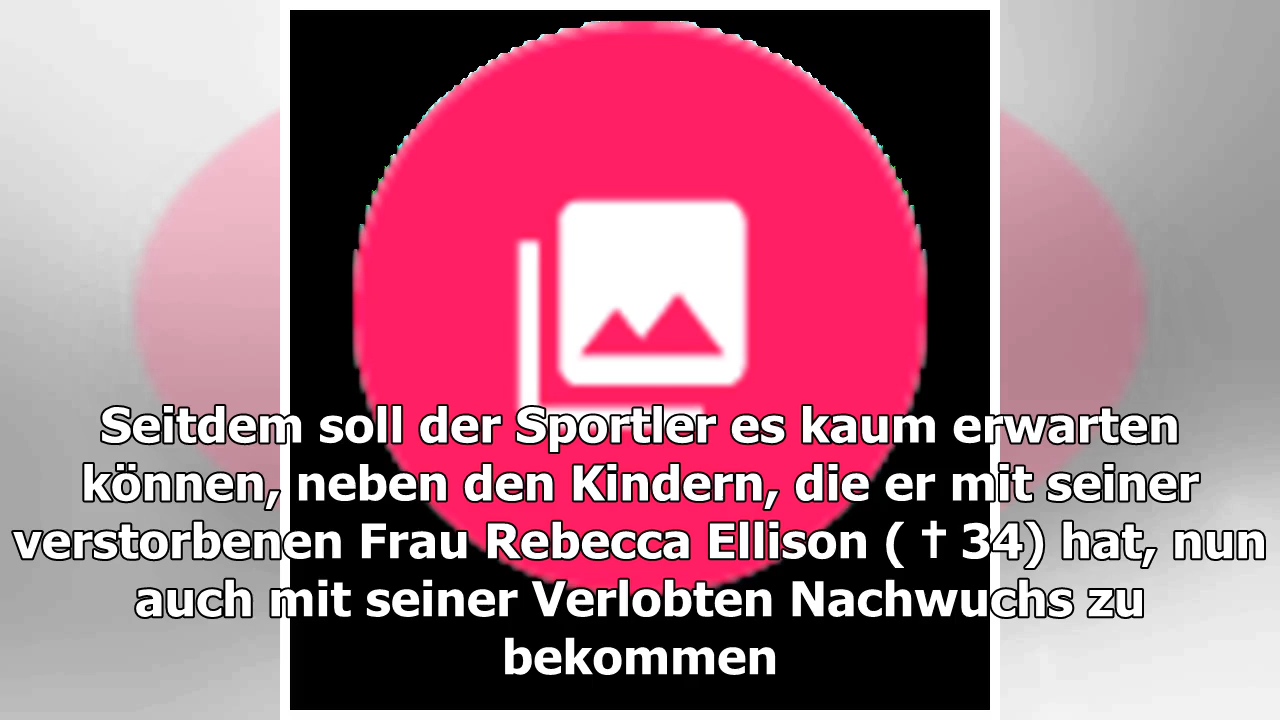 Seitdem soll der Sportler es kaum erwarten
können, neben den Kindern, die er mit seiner
verstorbenen Frau Rebecca Ellison ( † 34) hat, nun
auch mit seiner Verlobten Nachwuchs zu
bekommen